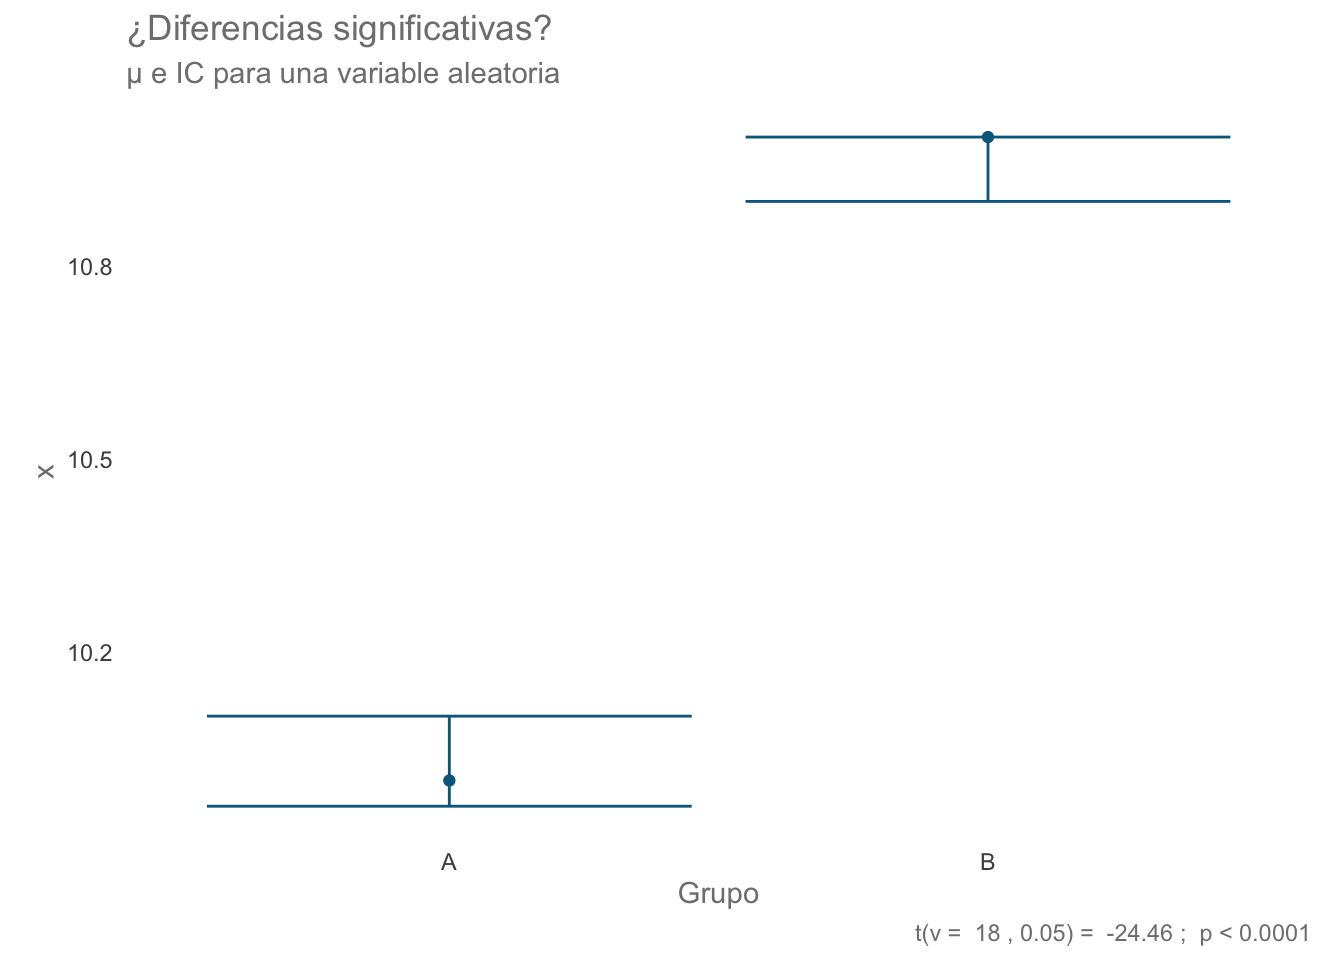 ¿Diferencias significativas?
μ e IC para una variable aleatoria
10.8
10.5
10.2
x
A
B
Grupo
t(v =  18 , 0.05) =  -24.46 ;  p < 0.0001